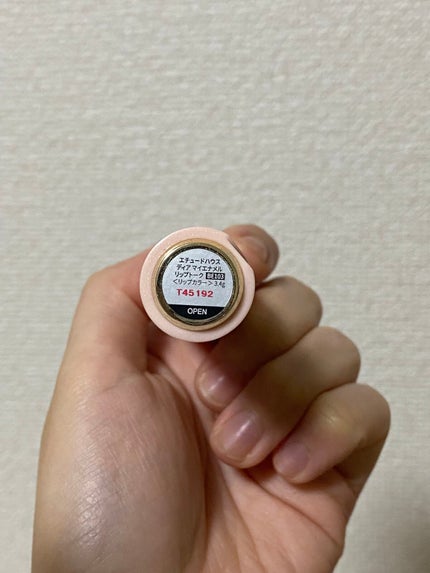 エチュードハウス
ディア マイエナメル
リップトーク BE103
<リップカラー> 3.4g
T45192
OPEN